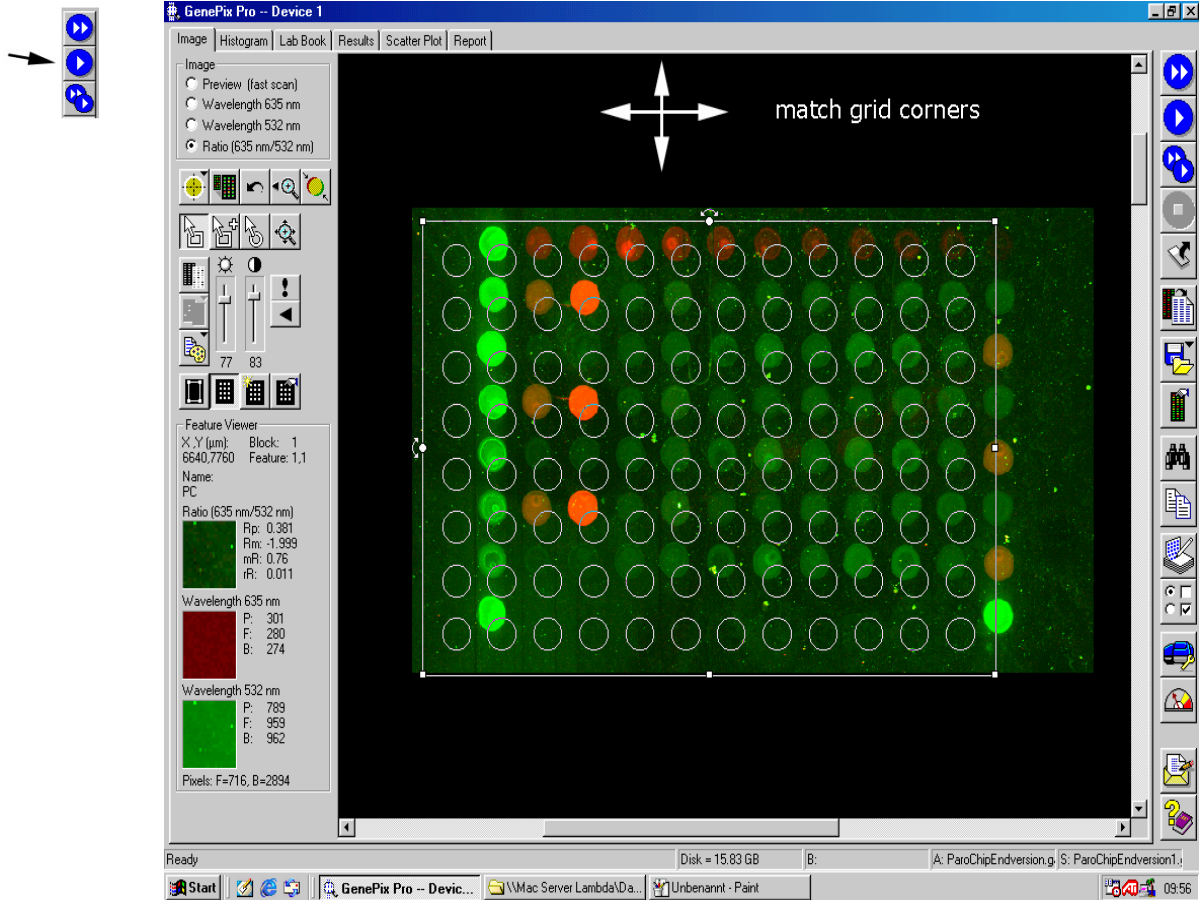 GenePix Pro -- Device 1
Image Histogram Lab Book Results Scatter Plot Report
Image
Preview (fast scan)
Wavelength 635 nm
Wavelength 532 nm
Ratio (635 nm/532 nm)
match grid corners
77 83
Feature Viewer
X ,Y (µm): Block: 1
6640,7760 Feature: 1,1
Name:
PC
Ratio (635 nm/532 nm)
Rp: 0.381
Rm: -1.999
mR: 0.76
rR: 0.011
Wavelength 635 nm
P: 301
F: 280
B: 274
Wavelength 532 nm
P: 789
F: 959
B: 962
Pixels: F=716, B=2894
Ready Disk = 15.83 GB B: A: ParoChipEndversion.g S: ParoChipEndversion1.
Start GenePix Pro -- Devic... \\Mac Server Lambda\Da... Unbenannt - Paint 09:56